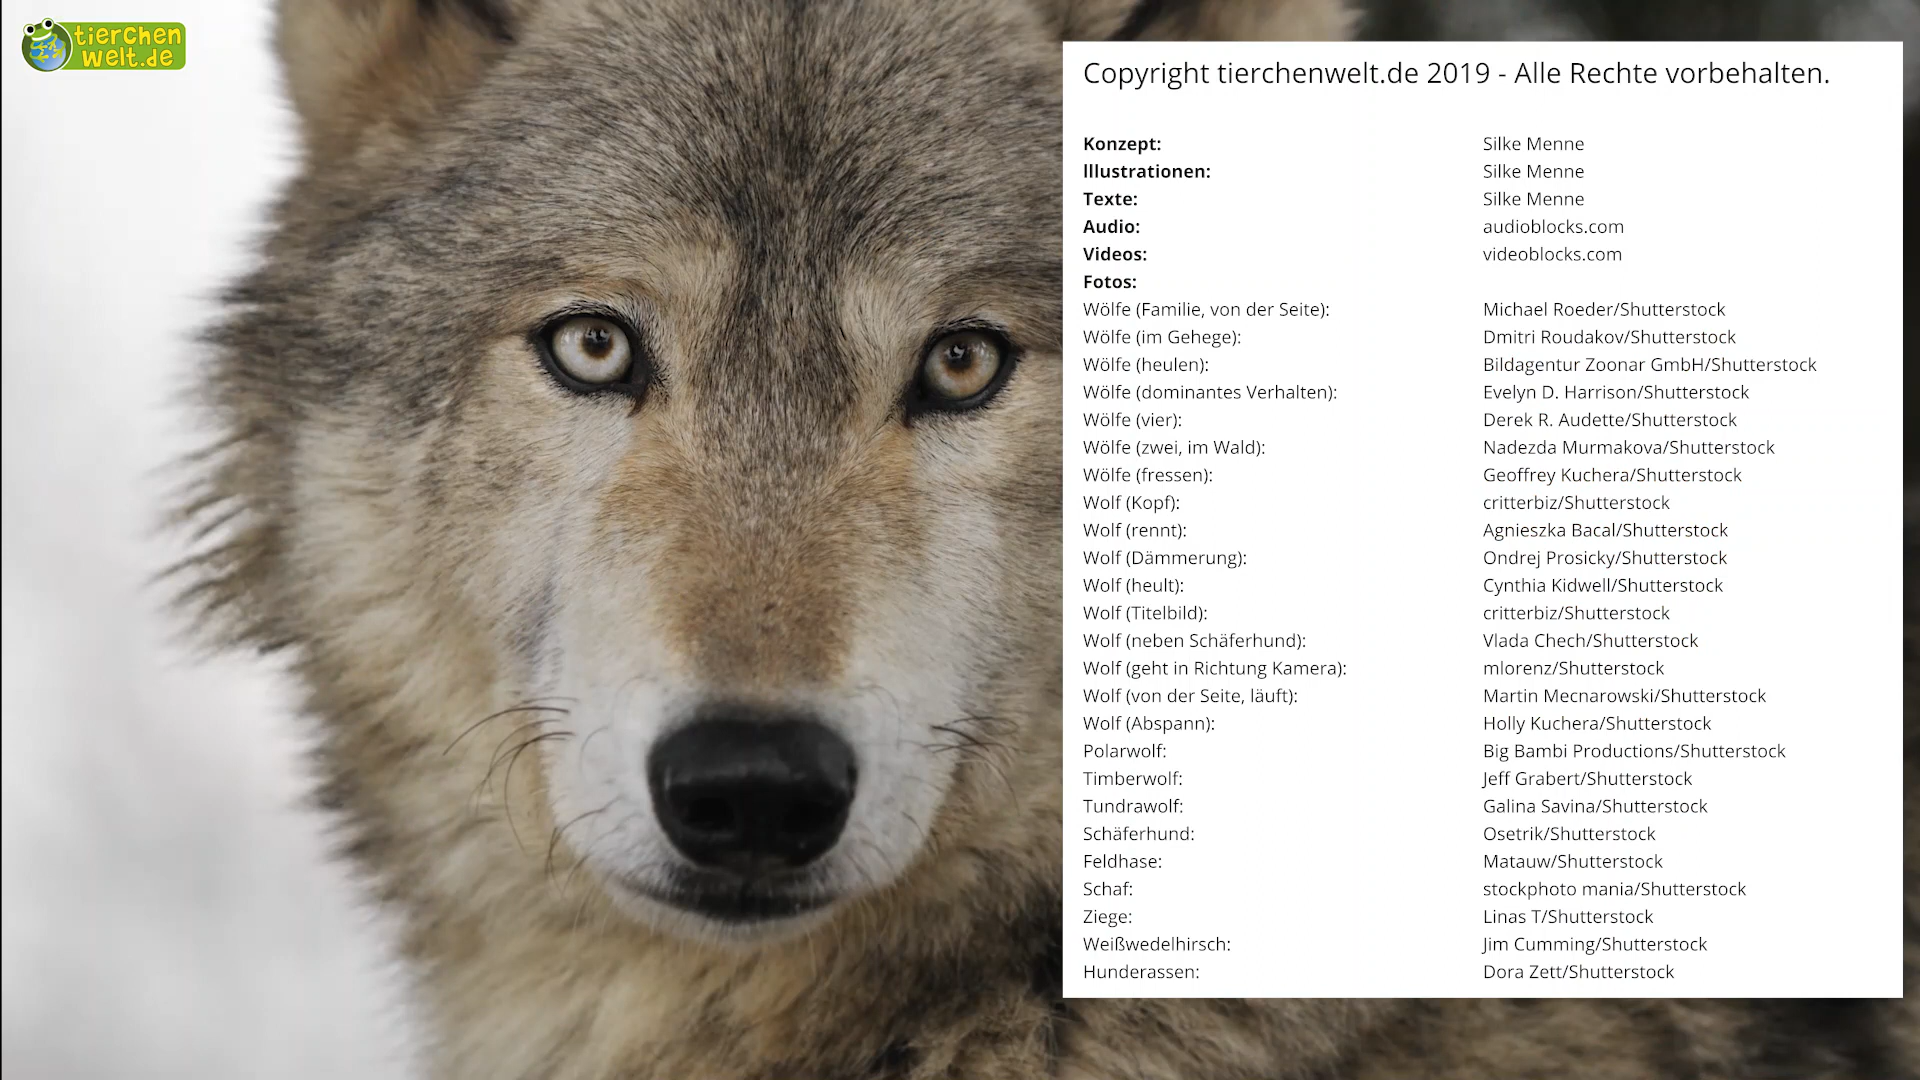 tierchen
welt.de
Copyright tierchenwelt.de 2019 - Alle Rechte vorbehalten.
Konzept: Silke Menne
Illustrationen: Silke Menne
Texte: Silke Menne
Audio: audioblocks.com
Videos: videoblocks.com
Fotos:
Wölfe (Familie, von der Seite): Michael Roeder/Shutterstock
Wölfe (im Gehege): Dmitri Roudakov/Shutterstock
Wölfe (heulen): Bildagentur Zoonar GmbH/Shutterstock
Wölfe (dominantes Verhalten): Evelyn D. Harrison/Shutterstock
Wölfe (vier): Derek R. Audette/Shutterstock
Wölfe (zwei, im Wald): Nadezda Murmakova/Shutterstock
Wölfe (fressen): Geoffrey Kuchera/Shutterstock
Wolf (Kopf): critterbiz/Shutterstock
Wolf (rennt): Agnieszka Bacal/Shutterstock
Wolf (Dämmerung): Ondrej Prosicky/Shutterstock
Wolf (heult): Cynthia Kidwell/Shutterstock
Wolf (Titelbild): critterbiz/Shutterstock
Wolf (neben Schäferhund): Vlada Chech/Shutterstock
Wolf (geht in Richtung Kamera): mlorenz/Shutterstock
Wolf (von der Seite, läuft): Martin Mecnarowski/Shutterstock
Wolf (Abspann): Holly Kuchera/Shutterstock
Polarwolf: Big Bambi Productions/Shutterstock
Timberwolf: Jeff Grabert/Shutterstock
Tundrawolf: Galina Savina/Shutterstock
Schäferhund: Osetrik/Shutterstock
Feldhase: Matauw/Shutterstock
Schaf: stockphoto mania/Shutterstock
Ziege: Linas T/Shutterstock
Weißwedelhirsch: Jim Cumming/Shutterstock
Hunderassen: Dora Zett/Shutterstock